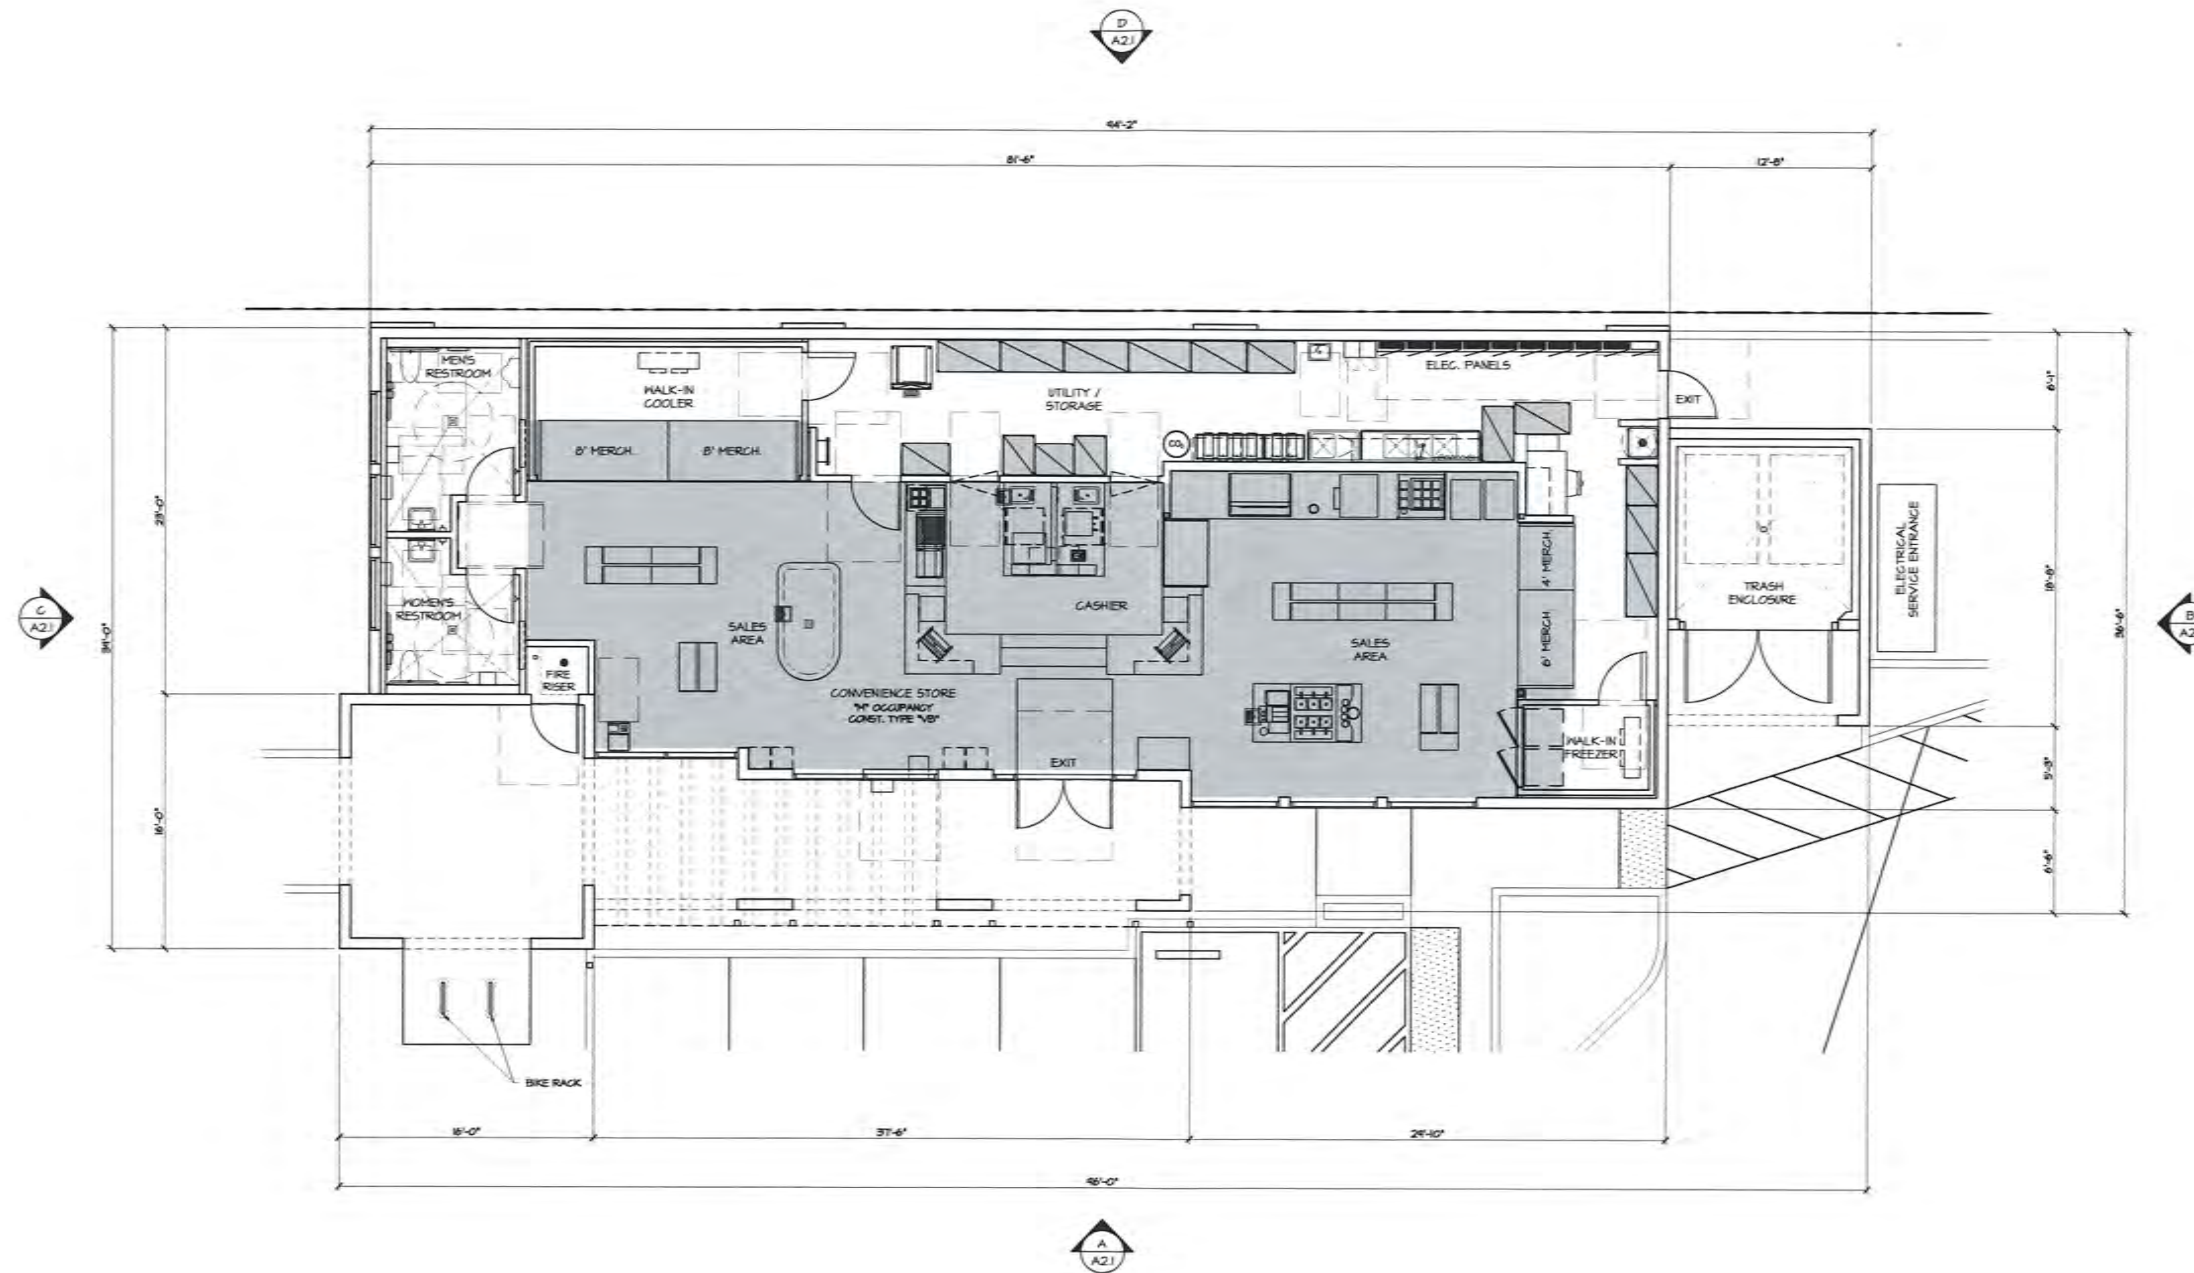 D
A2.1
94'-2"
81'-6"
12'-8"
MEN'S
RESTROOM
WALK-IN
COOLER
8' MERCH.
8' MERCH.
UTILITY /
STORAGE
ELEC. PANELS
EXIT
CO₂
6'-1"
23'-0"
39'-0"
16'-0"
C
A2.1
WOMEN'S
RESTROOM
FIRE
RISER
SALES
AREA
CASHIER
CONVENIENCE STORE
"M" OCCUPANCY
CONST. TYPE "VB"
EXIT
SALES
AREA
4' MERCH.
6' MERCH.
WALK-IN
FREEZER
TRASH
ENCLOSURE
ELECTRICAL
SERVICE ENTRANCE
18'-8"
36'-6"
5'-3"
6'-6"
B
BIKE RACK
16'-0"
37'-6"
29'-10"
96'-0"
A
A2.1